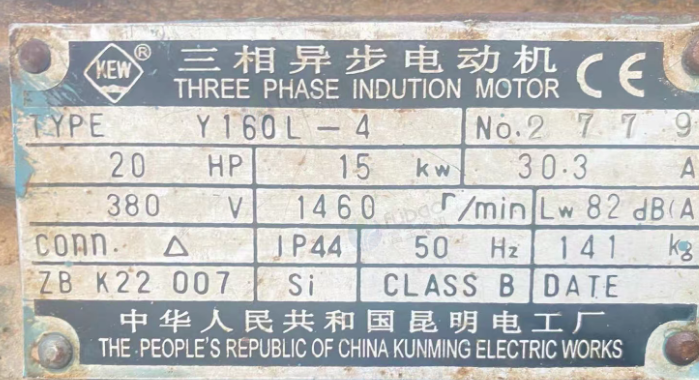 KEW ® 三相异步电动机 CE
THREE PHASE INDUTION MOTOR
TYPE Y160L-4 No. 2779
20 HP 15 kw 30.3 A
380 V 1460 r/min Lw 82 dB(A
conn. △ IP44 50 Hz 141 kg
ZB K22 007 S1 CLASS B DATE
中华人民共和国昆明电工厂
THE PEOPLE'S REPUBLIC OF CHINA KUNMING ELECTRIC WORKS